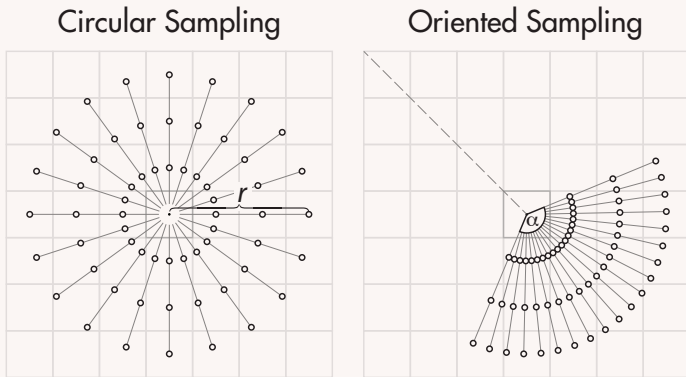 Circular Sampling
Oriented Sampling
r
α